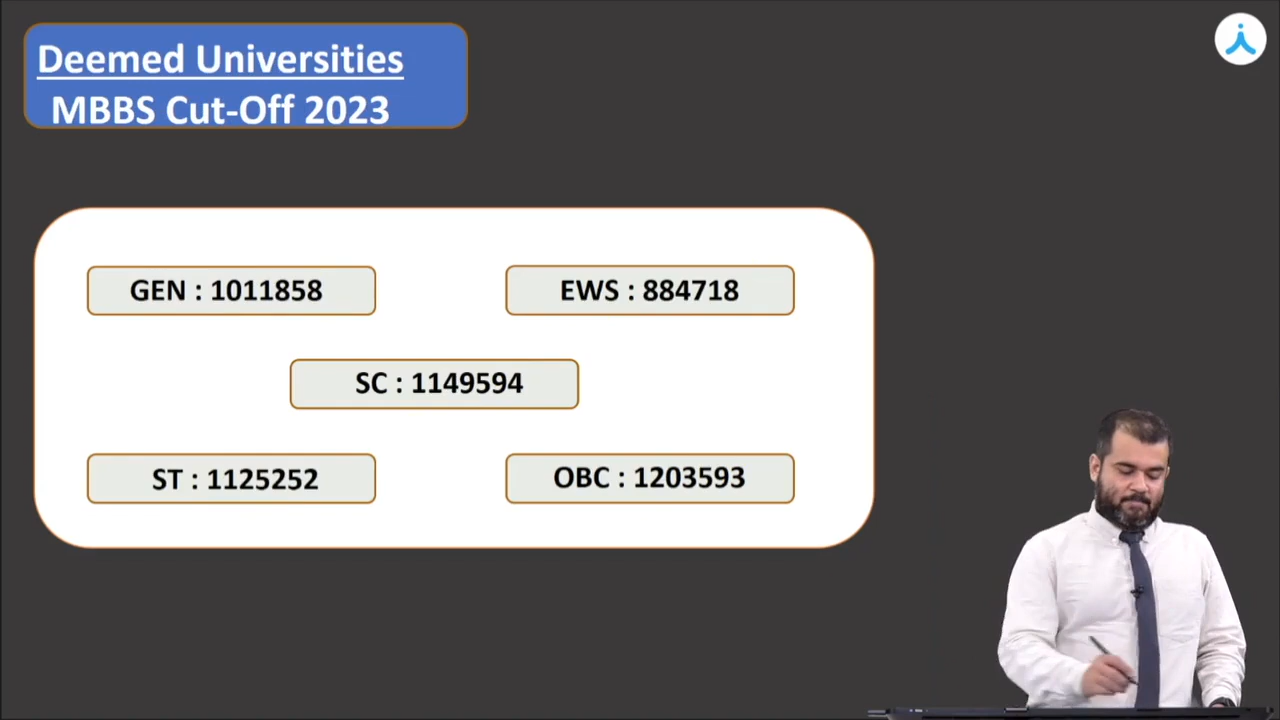 Deemed Universities
MBBS Cut-Off 2023
GEN : 1011858
EWS : 884718
SC : 1149594
ST : 1125252
OBC : 1203593